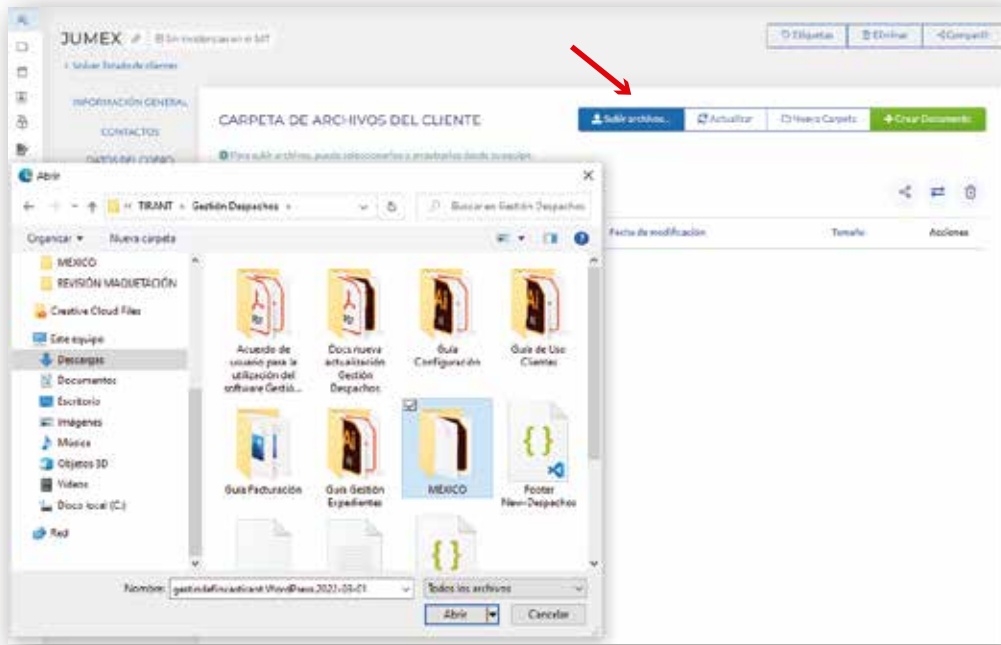 JUMEX
Sin incidencias en el SAT
Etiquetas
Eliminar
Compartir
Volver listado de clientes
INFORMACIÓN GENERAL
CONTACTOS
DATOS DEL COBRO
CARPETA DE ARCHIVOS DEL CLIENTE
Subir archivos...
Actualizar
Nueva Carpeta
Crear Documento
Para subir archivos, puede seleccionarlos o arrastrarlos desde su equipo.
Fecha de modificación
Tamaño
Acciones
Abrir
« TIRANT › Gestión Despachos ›
Buscar en Gestión Despachos
Organizar
Nueva carpeta
MEXICO
REVISIÓN MAQUETACIÓN
Creative Cloud Files
Este equipo
Descargas
Documentos
Escritorio
Imágenes
Música
Objetos 3D
Vídeos
Disco local (C:)
Red
Acuerdo de
usuario para la
utilización del
software Gestió...
Docs nueva
actualización
Gestión
Despachos
Guía
Configuración
Guía de Uso
Clientes
Guía Facturación
Guía Gestión
Expedientes
MEXICO
Footer
New-Despachos
Nombre:
Todos los archivos
Abrir
Cancelar